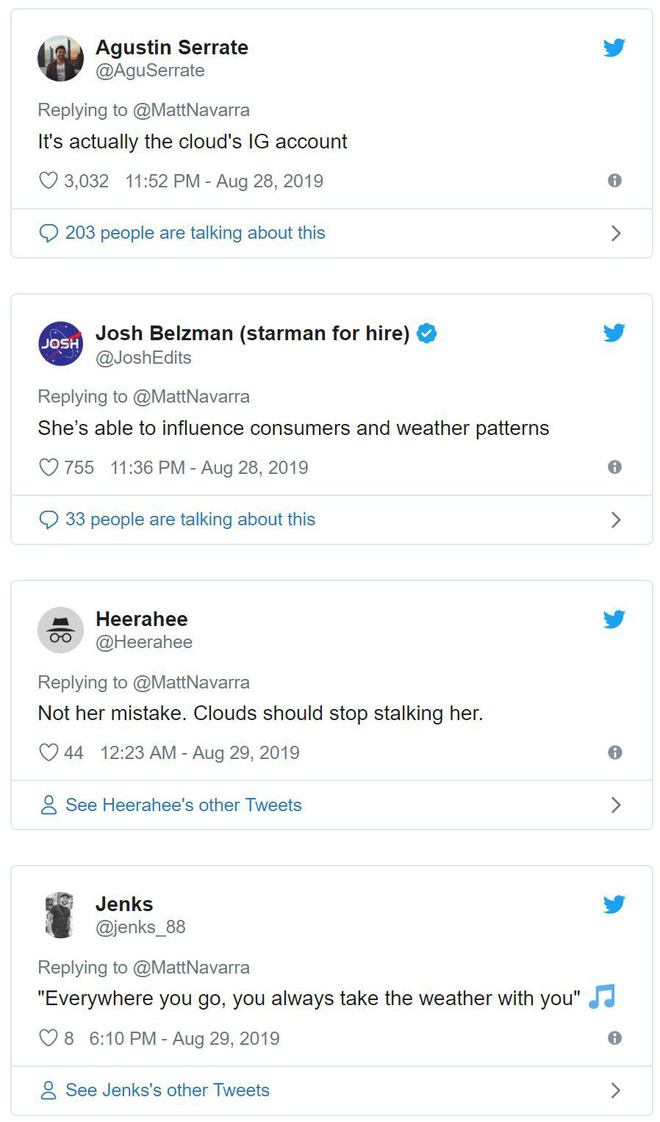 Agustin Serrate
@AguSerrate
Replying to @MattNavarra
It's actually the cloud's IG account
3,032 11:52 PM - Aug 28, 2019
203 people are talking about this
JOSH
Josh Belzman (starman for hire)
@JoshEdits
Replying to @MattNavarra
She’s able to influence consumers and weather patterns
755 11:36 PM - Aug 28, 2019
33 people are talking about this
Heerahee
@Heerahee
Replying to @MattNavarra
Not her mistake. Clouds should stop stalking her.
44 12:23 AM - Aug 29, 2019
See Heerahee's other Tweets
Jenks
@jenks_88
Replying to @MattNavarra
"Everywhere you go, you always take the weather with you" 🎵
8 6:10 PM - Aug 29, 2019
See Jenks's other Tweets